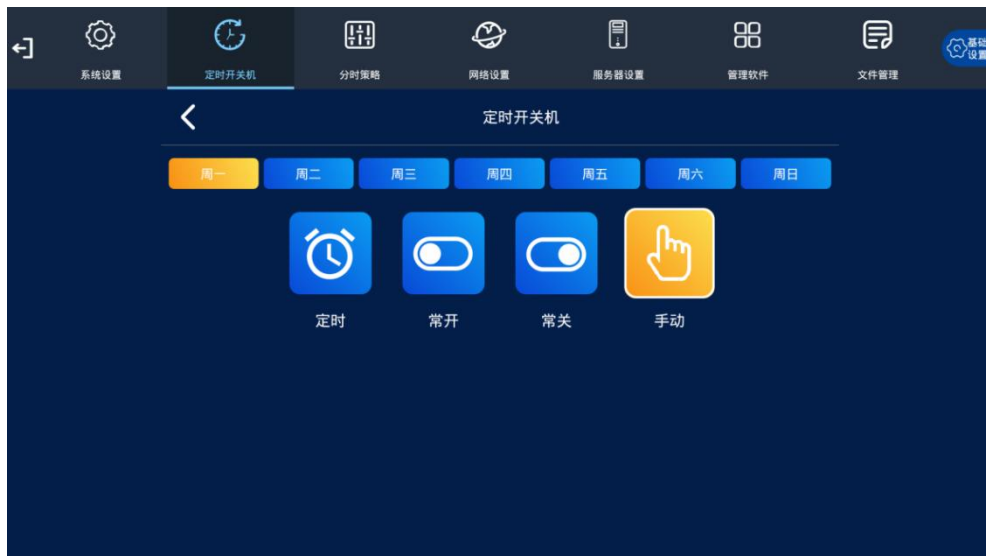 系统设置
定时开关机
分时策略
网络设置
服务器设置
管理软件
文件管理
基础
设置
定时开关机
周一
周二
周三
周四
周五
周六
周日
定时
常开
常关
手动